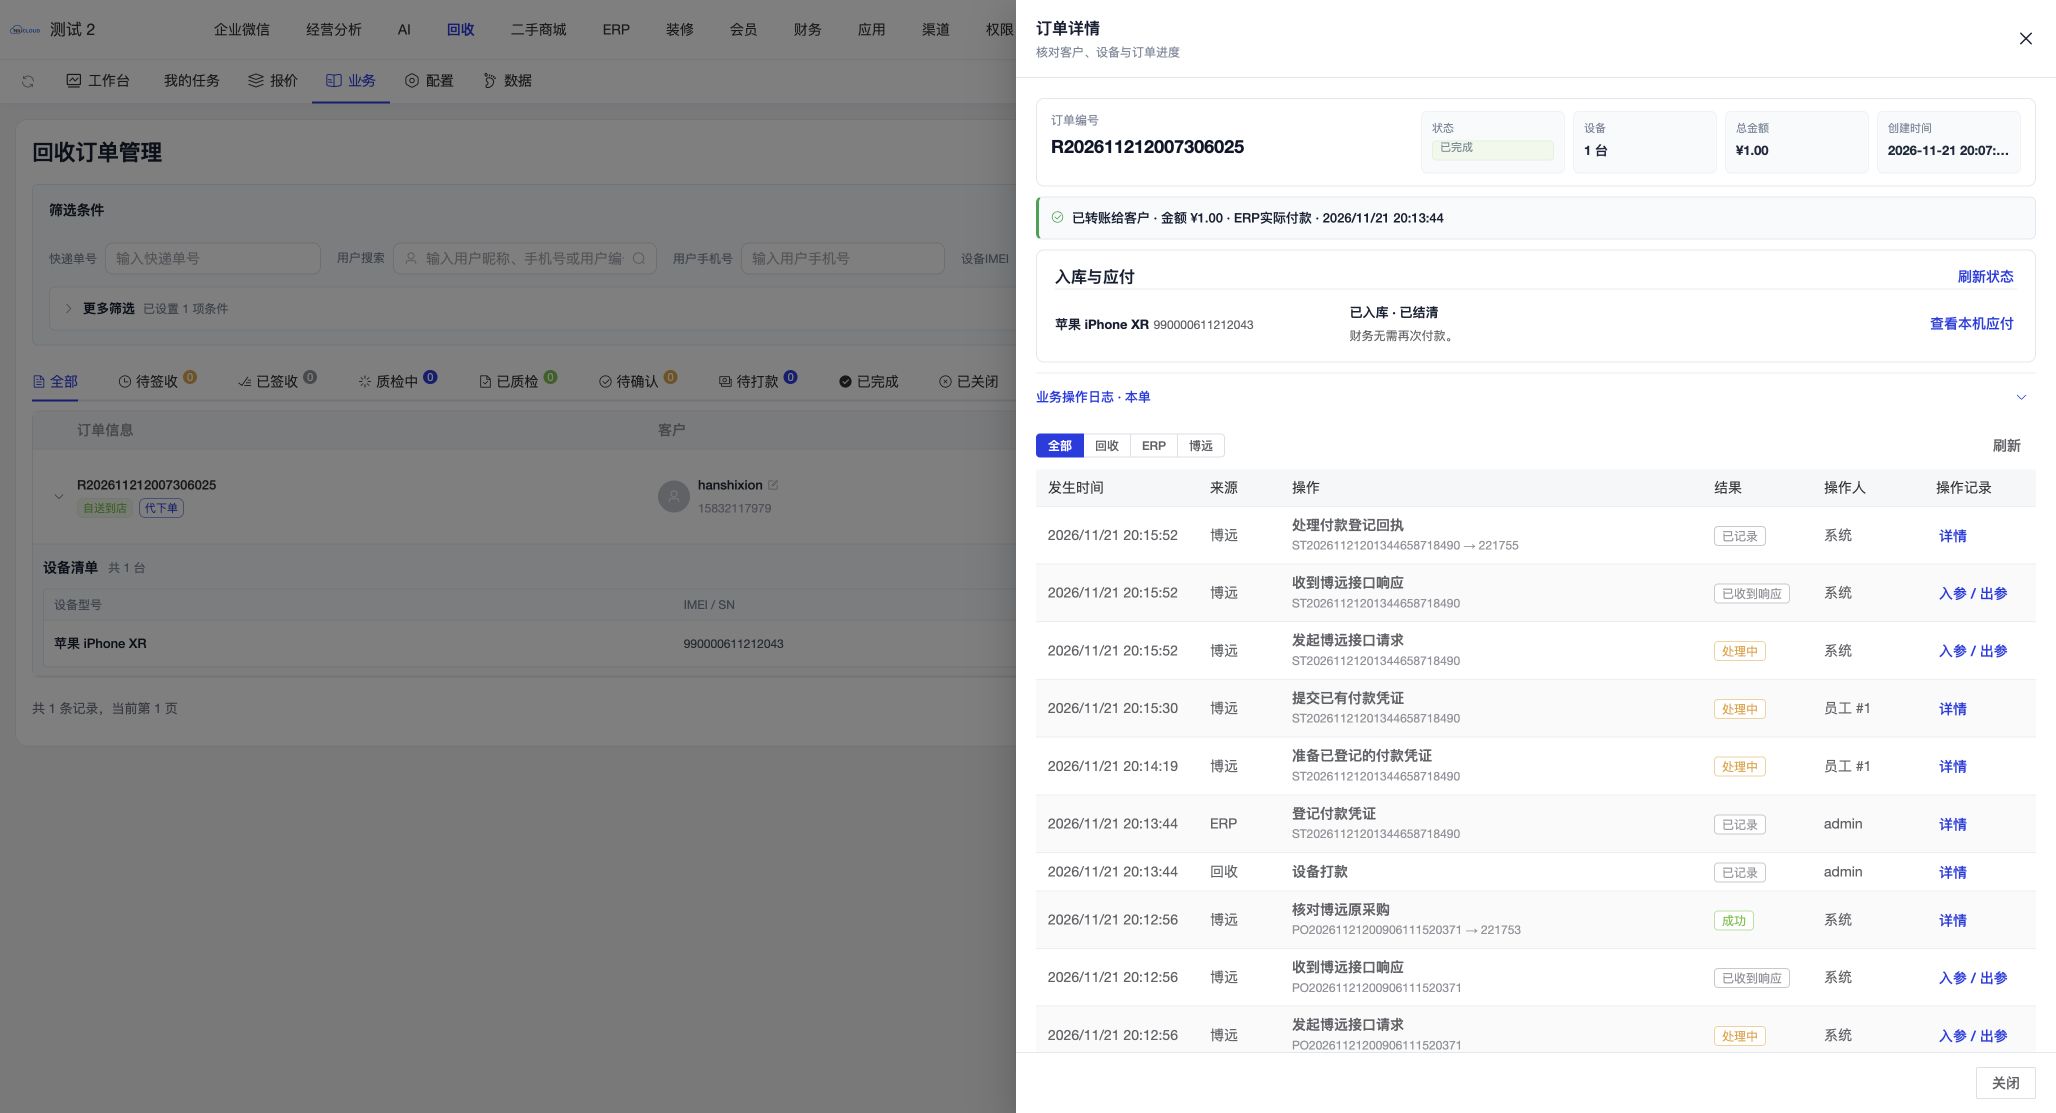 测试 2
企业微信 经营分析 AI 回收 二手商城 ERP 装修 会员 财务 应用 渠道 权限
工作台 我的任务 报价 业务 配置 数据
回收订单管理
筛选条件
快递单号 输入快递单号 用户搜索 输入用户昵称、手机号或用户编 用户手机号 输入用户手机号 设备IMEI
更多筛选 已设置 1 项条件
全部 待签收 0 已签收 0 质检中 0 已质检 0 待确认 0 待打款 0 已完成 已关闭
订单信息 客户
R202611212007306025 hanshixion
自送到店 代下单 15832117979
设备清单 共 1 台
设备型号 IMEI / SN
苹果 iPhone XR 990000611212043
共 1 条记录，当前第 1 页
订单详情
核对客户、设备与订单进度
订单编号
R202611212007306025
状态 设备 总金额 创建时间
已完成 1 台 ¥1.00 2026-11-21 20:07:...
已转账给客户 · 金额 ¥1.00 · ERP实际付款 · 2026/11/21 20:13:44
入库与应付 刷新状态
苹果 iPhone XR 990000611212043 已入库 · 已结清 查看本机应付
财务无需再次付款。
业务操作日志 · 本单
全部 回收 ERP 博远 刷新
发生时间 来源 操作 结果 操作人 操作记录
2026/11/21 20:15:52 博远 处理付款登记回执 已记录 系统 详情
ST20261121201344658718490 → 221755
2026/11/21 20:15:52 博远 收到博远接口响应 已收到响应 系统 入参 / 出参
ST20261121201344658718490
2026/11/21 20:15:52 博远 发起博远接口请求 处理中 系统 入参 / 出参
ST20261121201344658718490
2026/11/21 20:15:30 博远 提交已有付款凭证 处理中 员工 #1 详情
ST20261121201344658718490
2026/11/21 20:14:19 博远 准备已登记的付款凭证 处理中 员工 #1 详情
ST20261121201344658718490
2026/11/21 20:13:44 ERP 登记付款凭证 已记录 admin 详情
ST20261121201344658718490
2026/11/21 20:13:44 回收 设备打款 已记录 admin 详情
2026/11/21 20:12:56 博远 核对博远原采购 成功 系统 详情
PO20261121200906111520371 → 221753
2026/11/21 20:12:56 博远 收到博远接口响应 已收到响应 系统 入参 / 出参
PO20261121200906111520371
2026/11/21 20:12:56 博远 发起博远接口请求 处理中 系统 入参 / 出参
PO20261121200906111520371
关闭